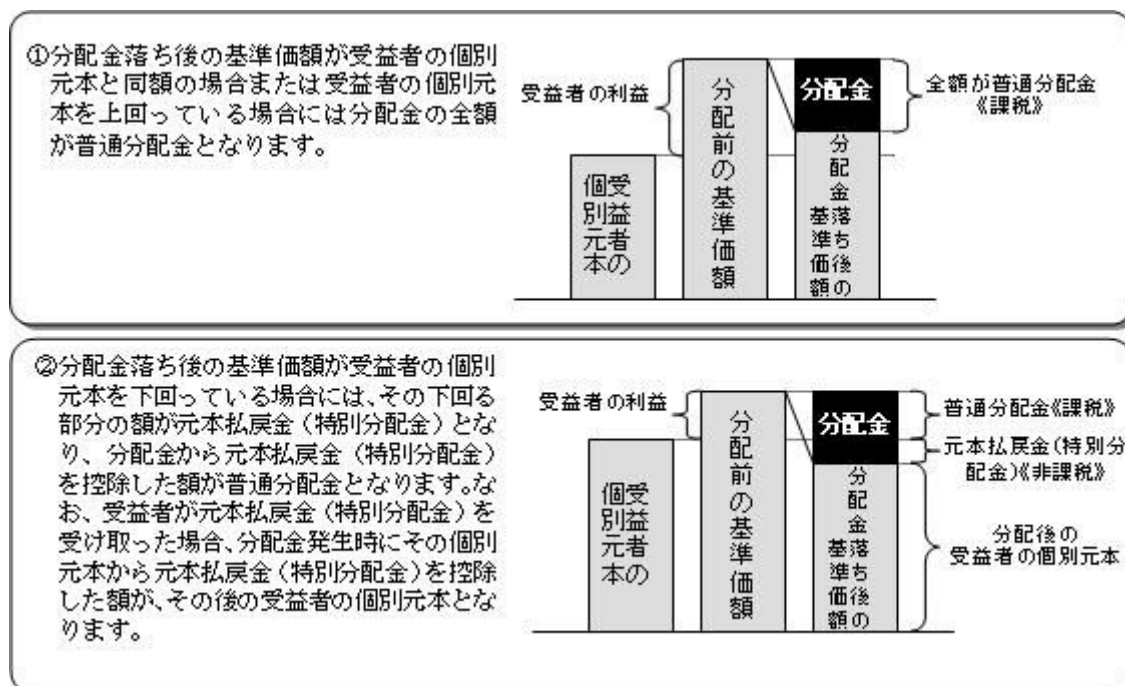 ①分配金落ち後の基準価額が受益者の個別
元本と同額の場合または受益者の個別元
本を上回っている場合には分配金の全額
が普通分配金となります。
受益者の利益
受益者の
個別元本
分配前の基準価額
分配金
分配金落ち後の
基準価額
全額が普通分配金
《課税》
②分配金落ち後の基準価額が受益者の個別
元本を下回っている場合には、その下回る
部分の額が元本払戻金（特別分配金）とな
り、分配金から元本払戻金（特別分配金）
を控除した額が普通分配金となります。な
お、受益者が元本払戻金（特別分配金）を
受け取った場合、分配金発生時にその個別
元本から元本払戻金（特別分配金）を控除
した額が、その後の受益者の個別元本とな
ります。
受益者の利益
受益者の
個別元本
分配前の基準価額
分配金
分配金落ち後の
基準価額
普通分配金《課税》
元本払戻金（特別分
配金）《非課税》
分配後の
受益者の個別元本